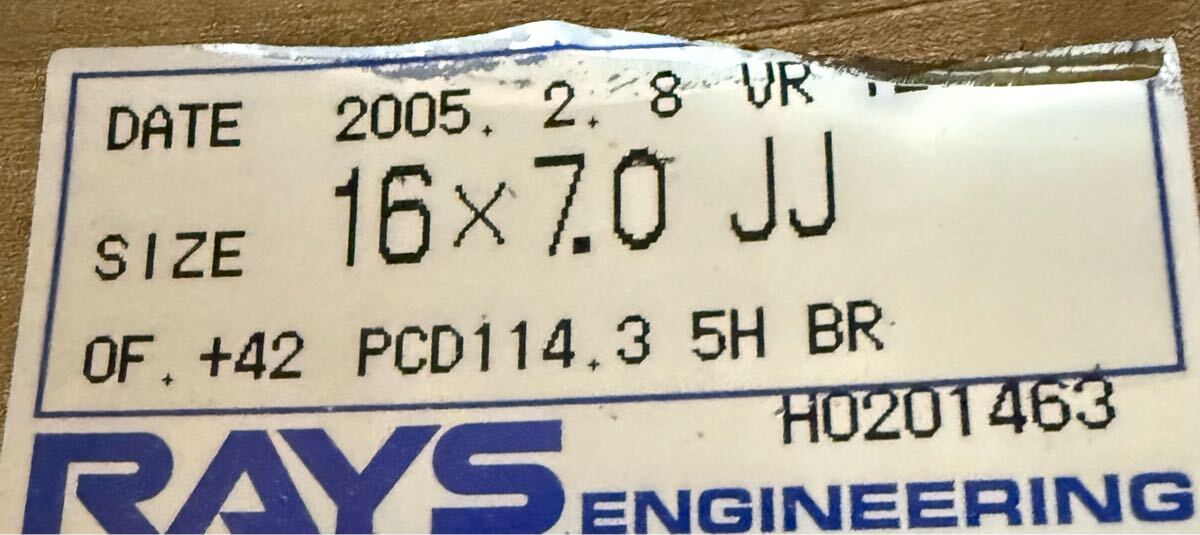 DATE 2005. 2. 8 VR
SIZE 16×7.0 JJ
OF. +42 PCD114.3 5H BR
H0201463
RAYS ENGINEERING